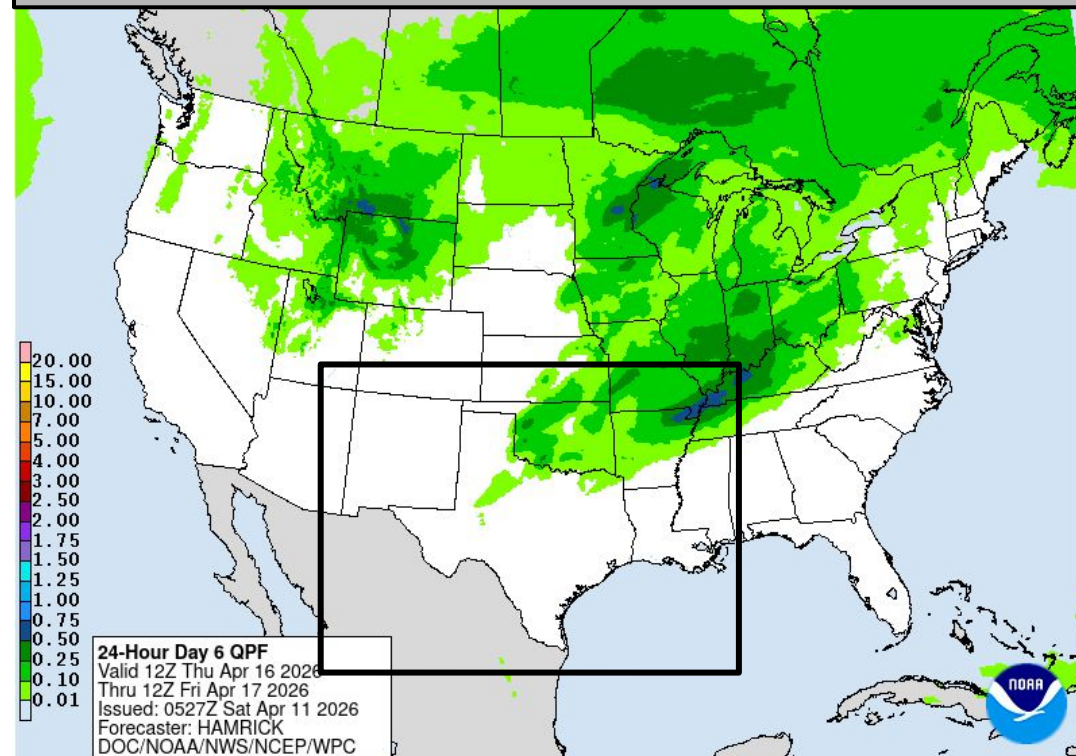 20.00
15.00
10.00
7.00
5.00
4.00
3.00
2.50
2.00
1.75
1.50
1.25
1.00
0.75
0.50
0.25
0.10
0.01
24-Hour Day 6 QPF
Valid 12Z Thu Apr 16 2026
Thru 12Z Fri Apr 17 2026
Issued: 0527Z Sat Apr 11 2026
Forecaster: HAMRICK
DOC/NOAA/NWS/NCEP/WPC
NOAA